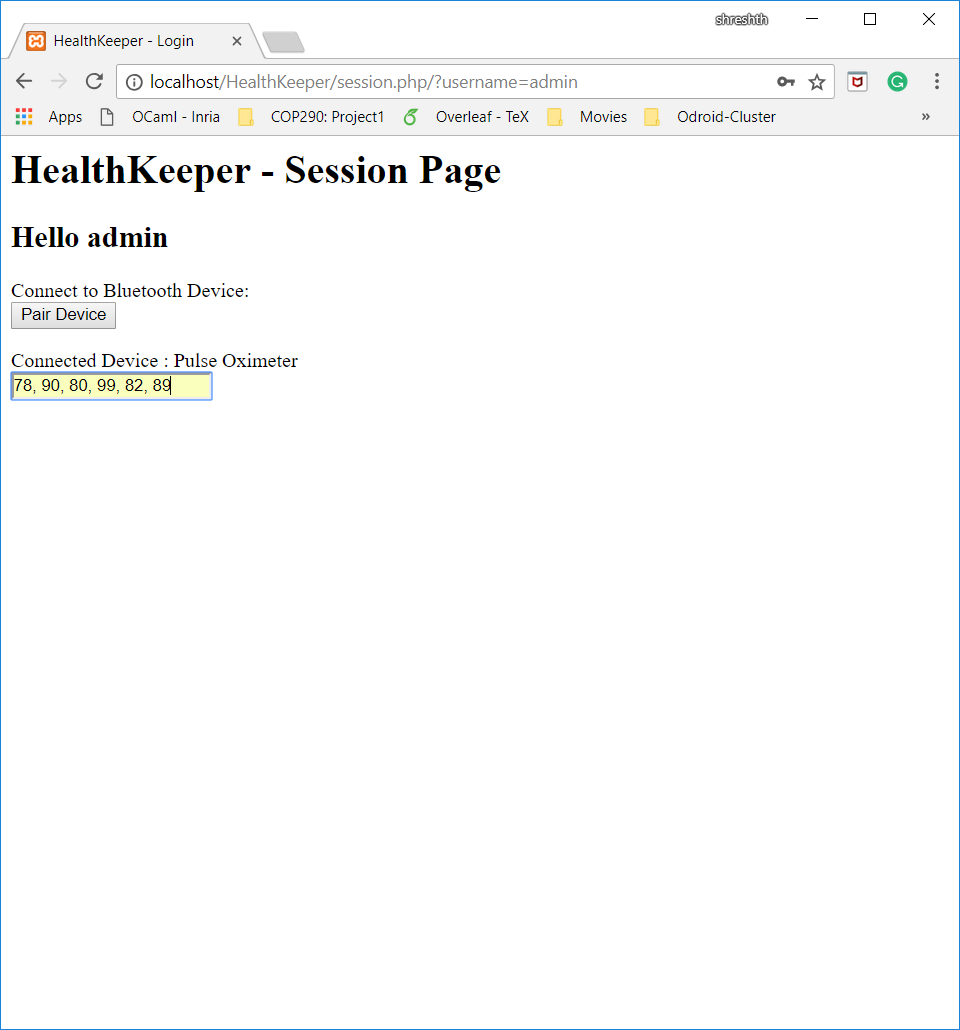 shreshth
HealthKeeper - Login
localhost/HealthKeeper/session.php/?username=admin
Apps OCaml - Inria COP290: Project1 Overleaf - TeX Movies Odroid-Cluster »
HealthKeeper - Session Page
Hello admin
Connect to Bluetooth Device:
Pair Device
Connected Device : Pulse Oximeter
78, 90, 80, 99, 82, 89